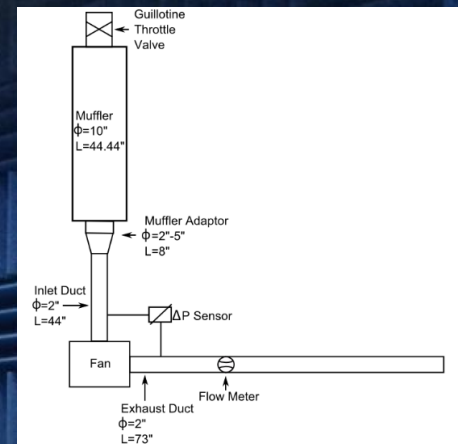 Guillotine
Throttle
Valve
Muffler
ϕ=10"
L=44.44"
Muffler Adaptor
ϕ=2"-5"
L=8"
Inlet Duct
ϕ=2"
L=44"
ΔP Sensor
Fan
Flow Meter
Exhaust Duct
ϕ=2"
L=73"